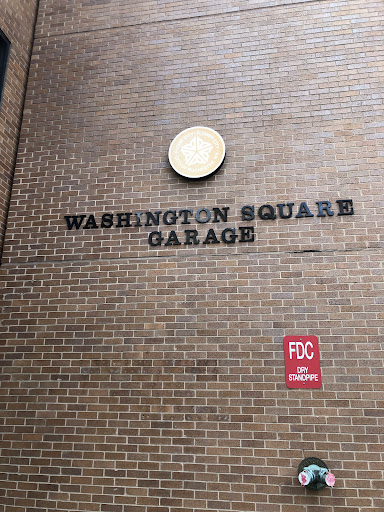 WASHINGTON SQUARE
GARAGE
FDC
DRY
STANDPIPE